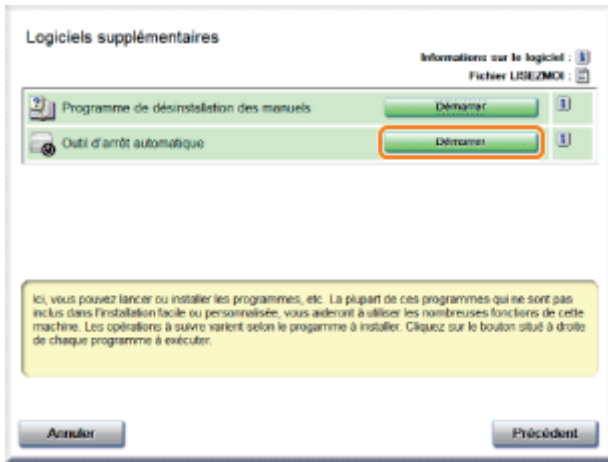 Logiciels supplémentaires
Informations sur le logiciel :
Fichier LISEZMOI :
Programme de désinstallation des manuels
Démarrer
Outil d'arrêt automatique
Démarrer
Ici, vous pouvez lancer ou installer les programmes, etc. La plupart de ces programmes qui ne sont pas
inclus dans l'installation facile ou personnalisée, vous aideront à utiliser les nombreuses fonctions de cette
machine. Les opérations à suivre varient selon le progamme à installer. Cliquez sur le bouton situé à droite
de chaque programme à exécuter.
Annuler
Précédent